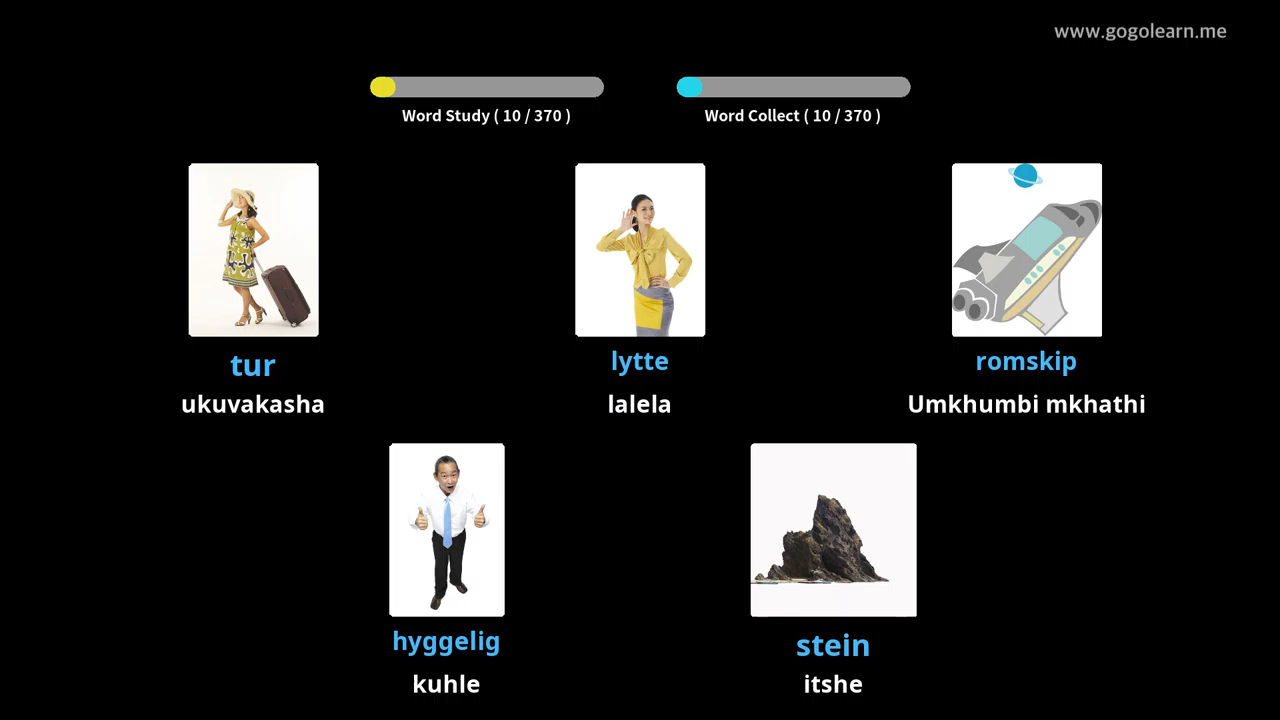 www.gogolearn.me
Word Study ( 10 / 370 )
Word Collect ( 10 / 370 )
tur
ukuvakasha
lytte
lalela
romskip
Umkhumbi mkhathi
hyggelig
kuhle
stein
itshe